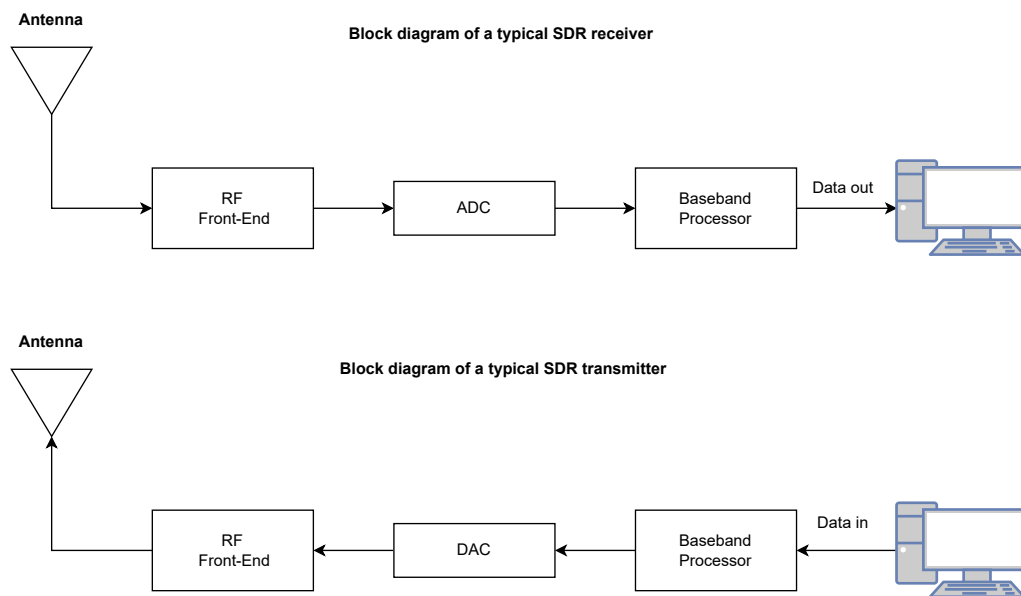 Antenna
Block diagram of a typical SDR receiver
RF
Front-End
ADC
Baseband
Processor
Data out
Antenna
Block diagram of a typical SDR transmitter
RF
Front-End
DAC
Baseband
Processor
Data in